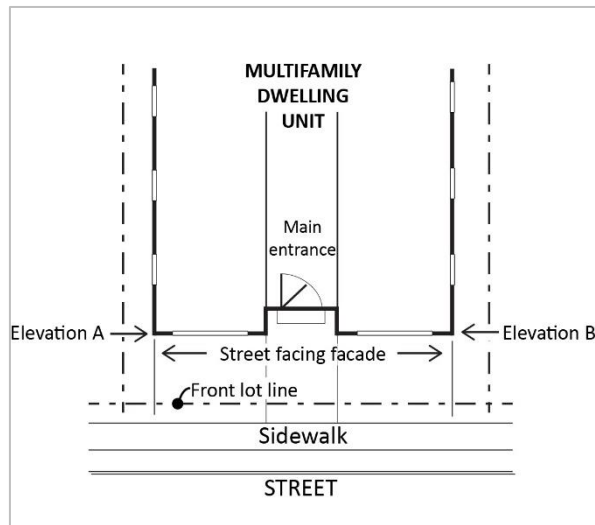 MULTIFAMILY
DWELLING
UNIT
Main
entrance
Elevation A
Elevation B
Street facing facade
Front lot line
Sidewalk
STREET